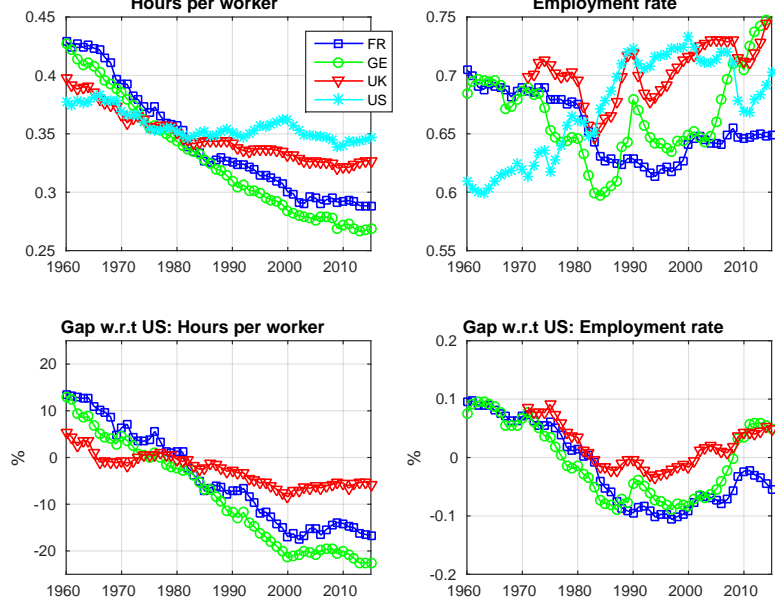 Hours per worker
0.45
0.4
0.35
0.3
0.25
1960 1970 1980 1990 2000 2010
FR
GE
UK
US
Employment rate
0.75
0.7
0.65
0.6
0.55
1960 1970 1980 1990 2000 2010
Gap w.r.t US: Hours per worker
%
20
10
0
-10
-20
1960 1970 1980 1990 2000 2010
Gap w.r.t US: Employment rate
%
0.2
0.1
0
-0.1
-0.2
1960 1970 1980 1990 2000 2010